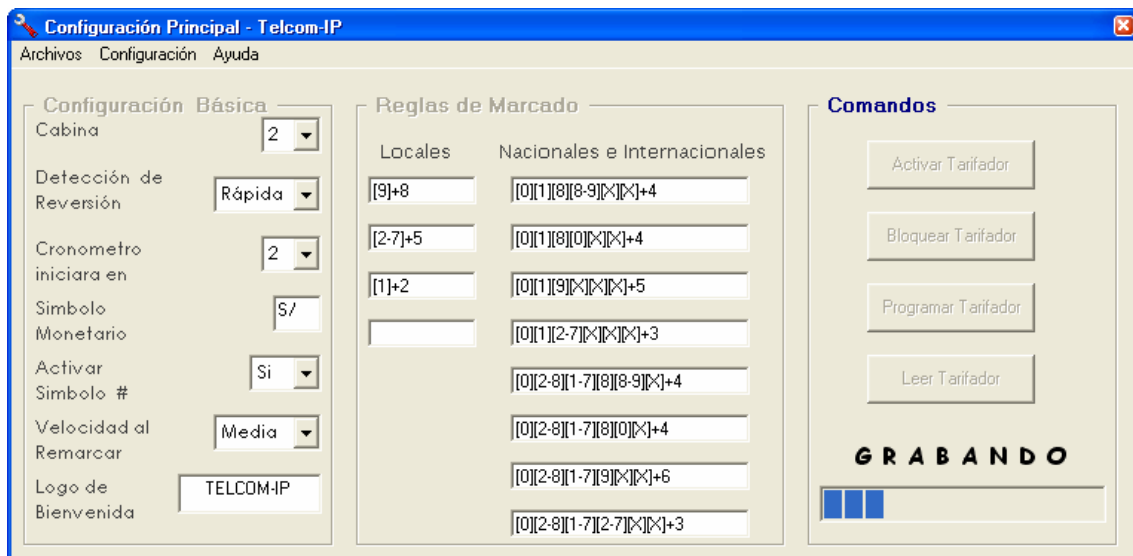 Configuración Principal - Telcom-IP
Archivos Configuración Ayuda
Configuración Básica
Cabina
2
Detección de
Reversión
Rápida
Cronometro
iniciara en
2
Simbolo
Monetario
S/
Activar
Simbolo #
Si
Velocidad al
Remarcar
Media
Logo de
Bienvenida
TELCOM-IP
Reglas de Marcado
Locales
[9]+8
[2-7]+5
[1]+2
Nacionales e Internacionales
[0][1][8][8-9][X][X]+4
[0][1][8][0][X][X]+4
[0][1][9][X][X][X]+5
[0][1][2-7][X][X][X]+3
[0][2-8][1-7][8][8-9][X]+4
[0][2-8][1-7][8][0][X]+4
[0][2-8][1-7][9][X][X]+6
[0][2-8][1-7][2-7][X][X]+3
Comandos
Activar Tarifador
Bloquear Tarifador
Programar Tarifador
Leer Tarifador
GRABANDO